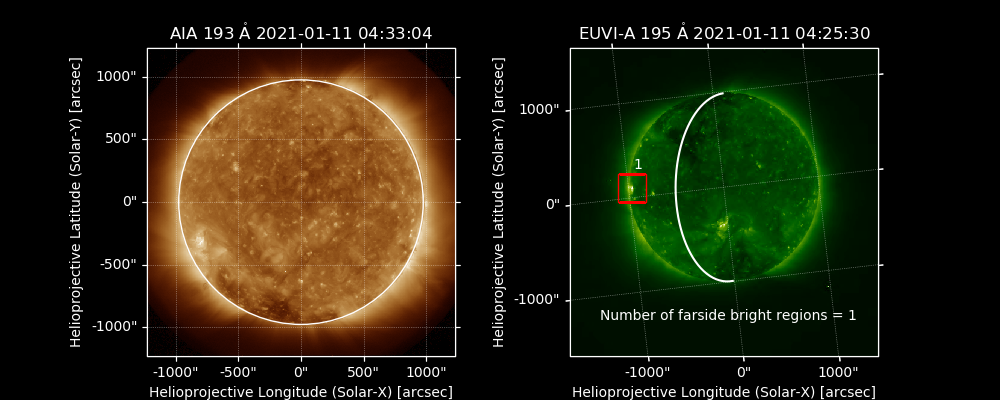 AIA 193 Å 2021-01-11 04:33:04
1000"
500"
0"
-500"
-1000"
-1000"
-500"
0"
500"
1000"
Helioprojective Longitude (Solar-X) [arcsec]
Helioprojective Latitude (Solar-Y) [arcsec]
EUVI-A 195 Å 2021-01-11 04:25:30
1000"
0"
-1000"
1
Number of farside bright regions = 1
-1000"
0"
1000"
Helioprojective Longitude (Solar-X) [arcsec]
Helioprojective Latitude (Solar-Y) [arcsec]